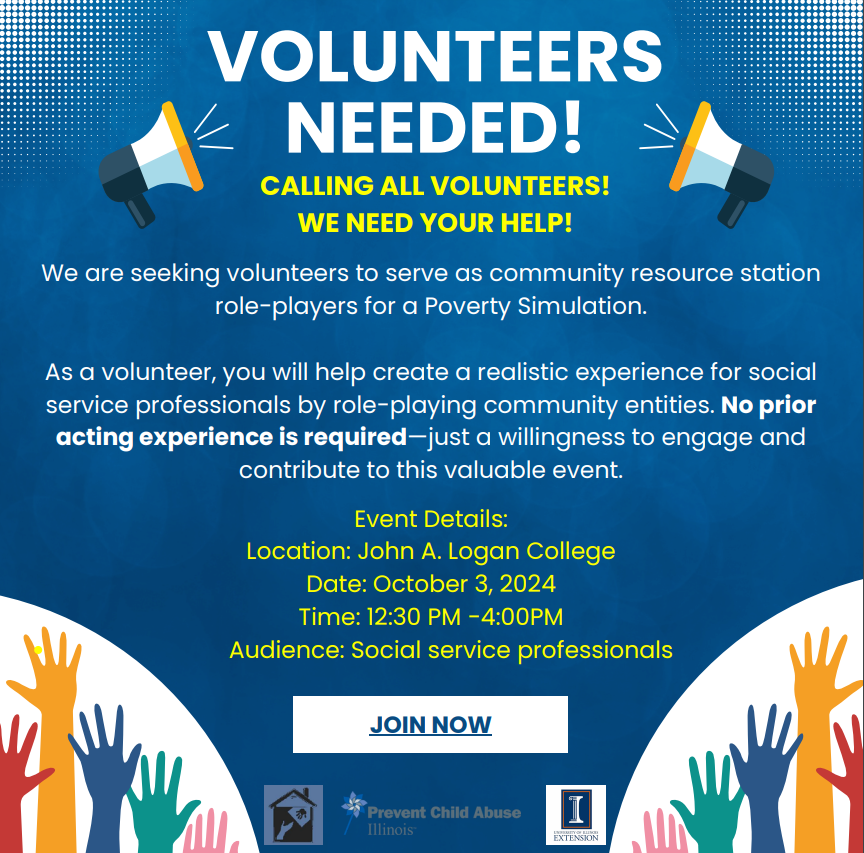 VOLUNTEERS
NEEDED!
CALLING ALL VOLUNTEERS!
WE NEED YOUR HELP!
We are seeking volunteers to serve as community resource station
role-players for a Poverty Simulation.
As a volunteer, you will help create a realistic experience for social
service professionals by role-playing community entities. No prior
acting experience is required—just a willingness to engage and
contribute to this valuable event.
Event Details:
Location: John A. Logan College
Date: October 3, 2024
Time: 12:30 PM -4:00PM
Audience: Social service professionals
JOIN NOW
Prevent Child Abuse
Illinois
I
UNIVERSITY OF ILLINOIS
EXTENSION